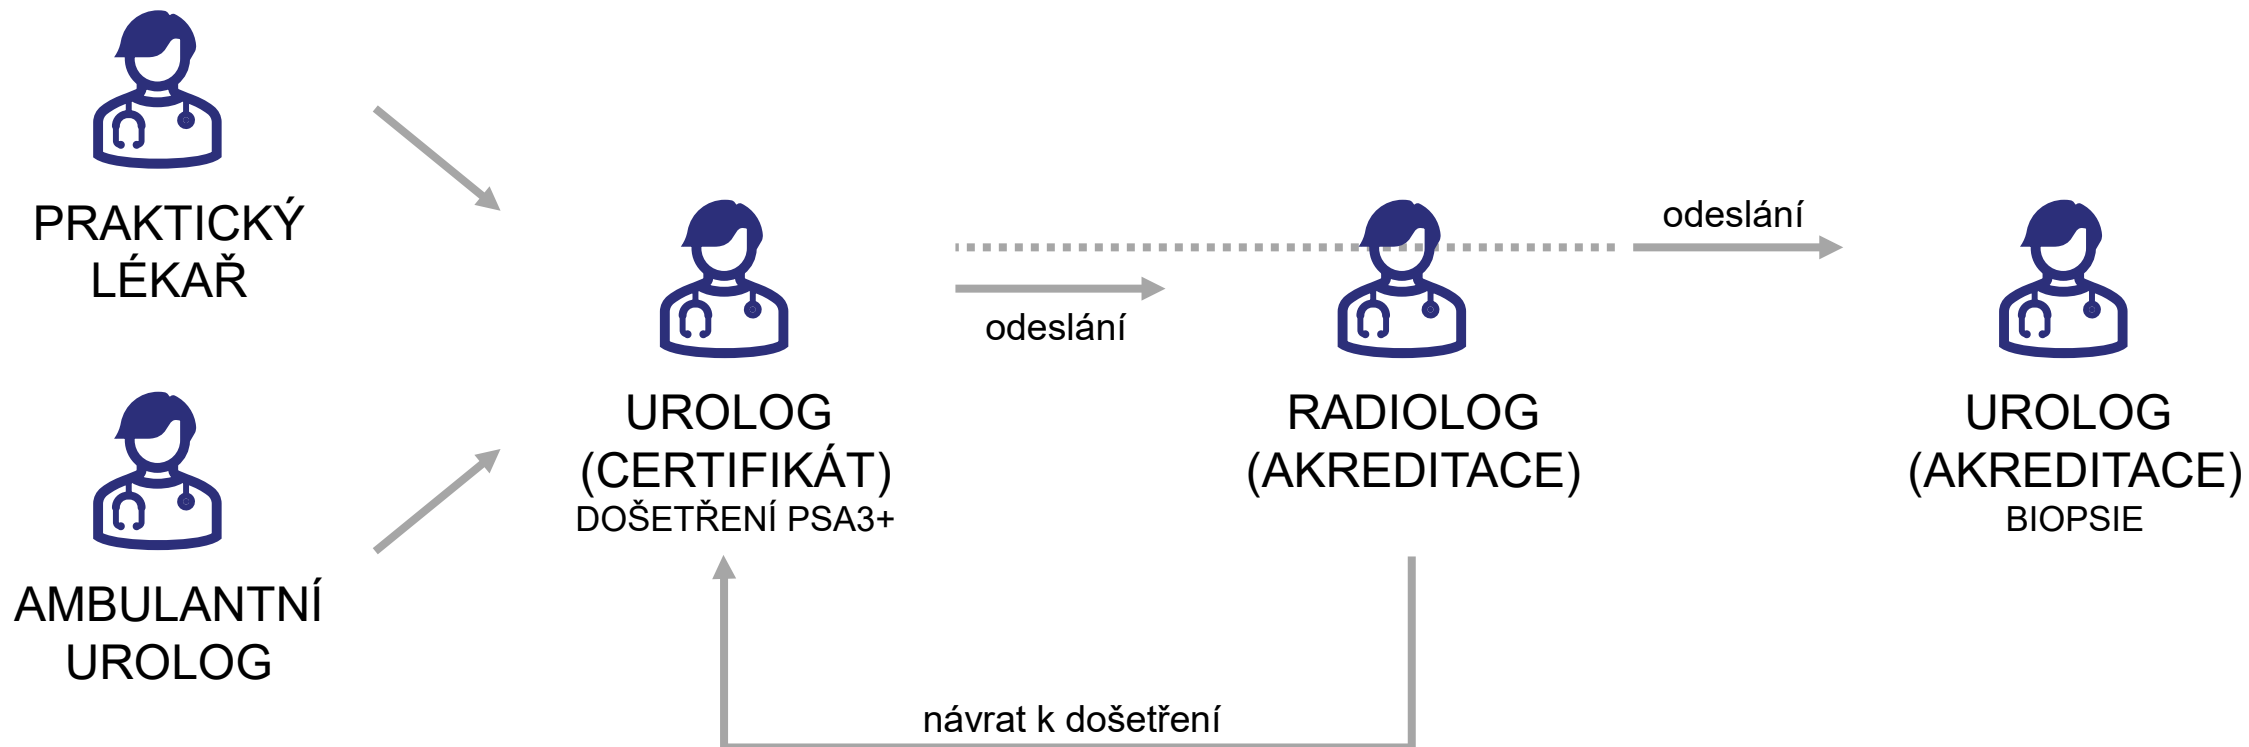 PRAKTICKÝ
LÉKAŘ
AMBULANTNÍ
UROLOG
UROLOG
(CERTIFIKÁT)
DOŠETŘENÍ PSA3+
odeslání
RADIOLOG
(AKREDITACE)
odeslání
UROLOG
(AKREDITACE)
BIOPSIE
návrat k došetření